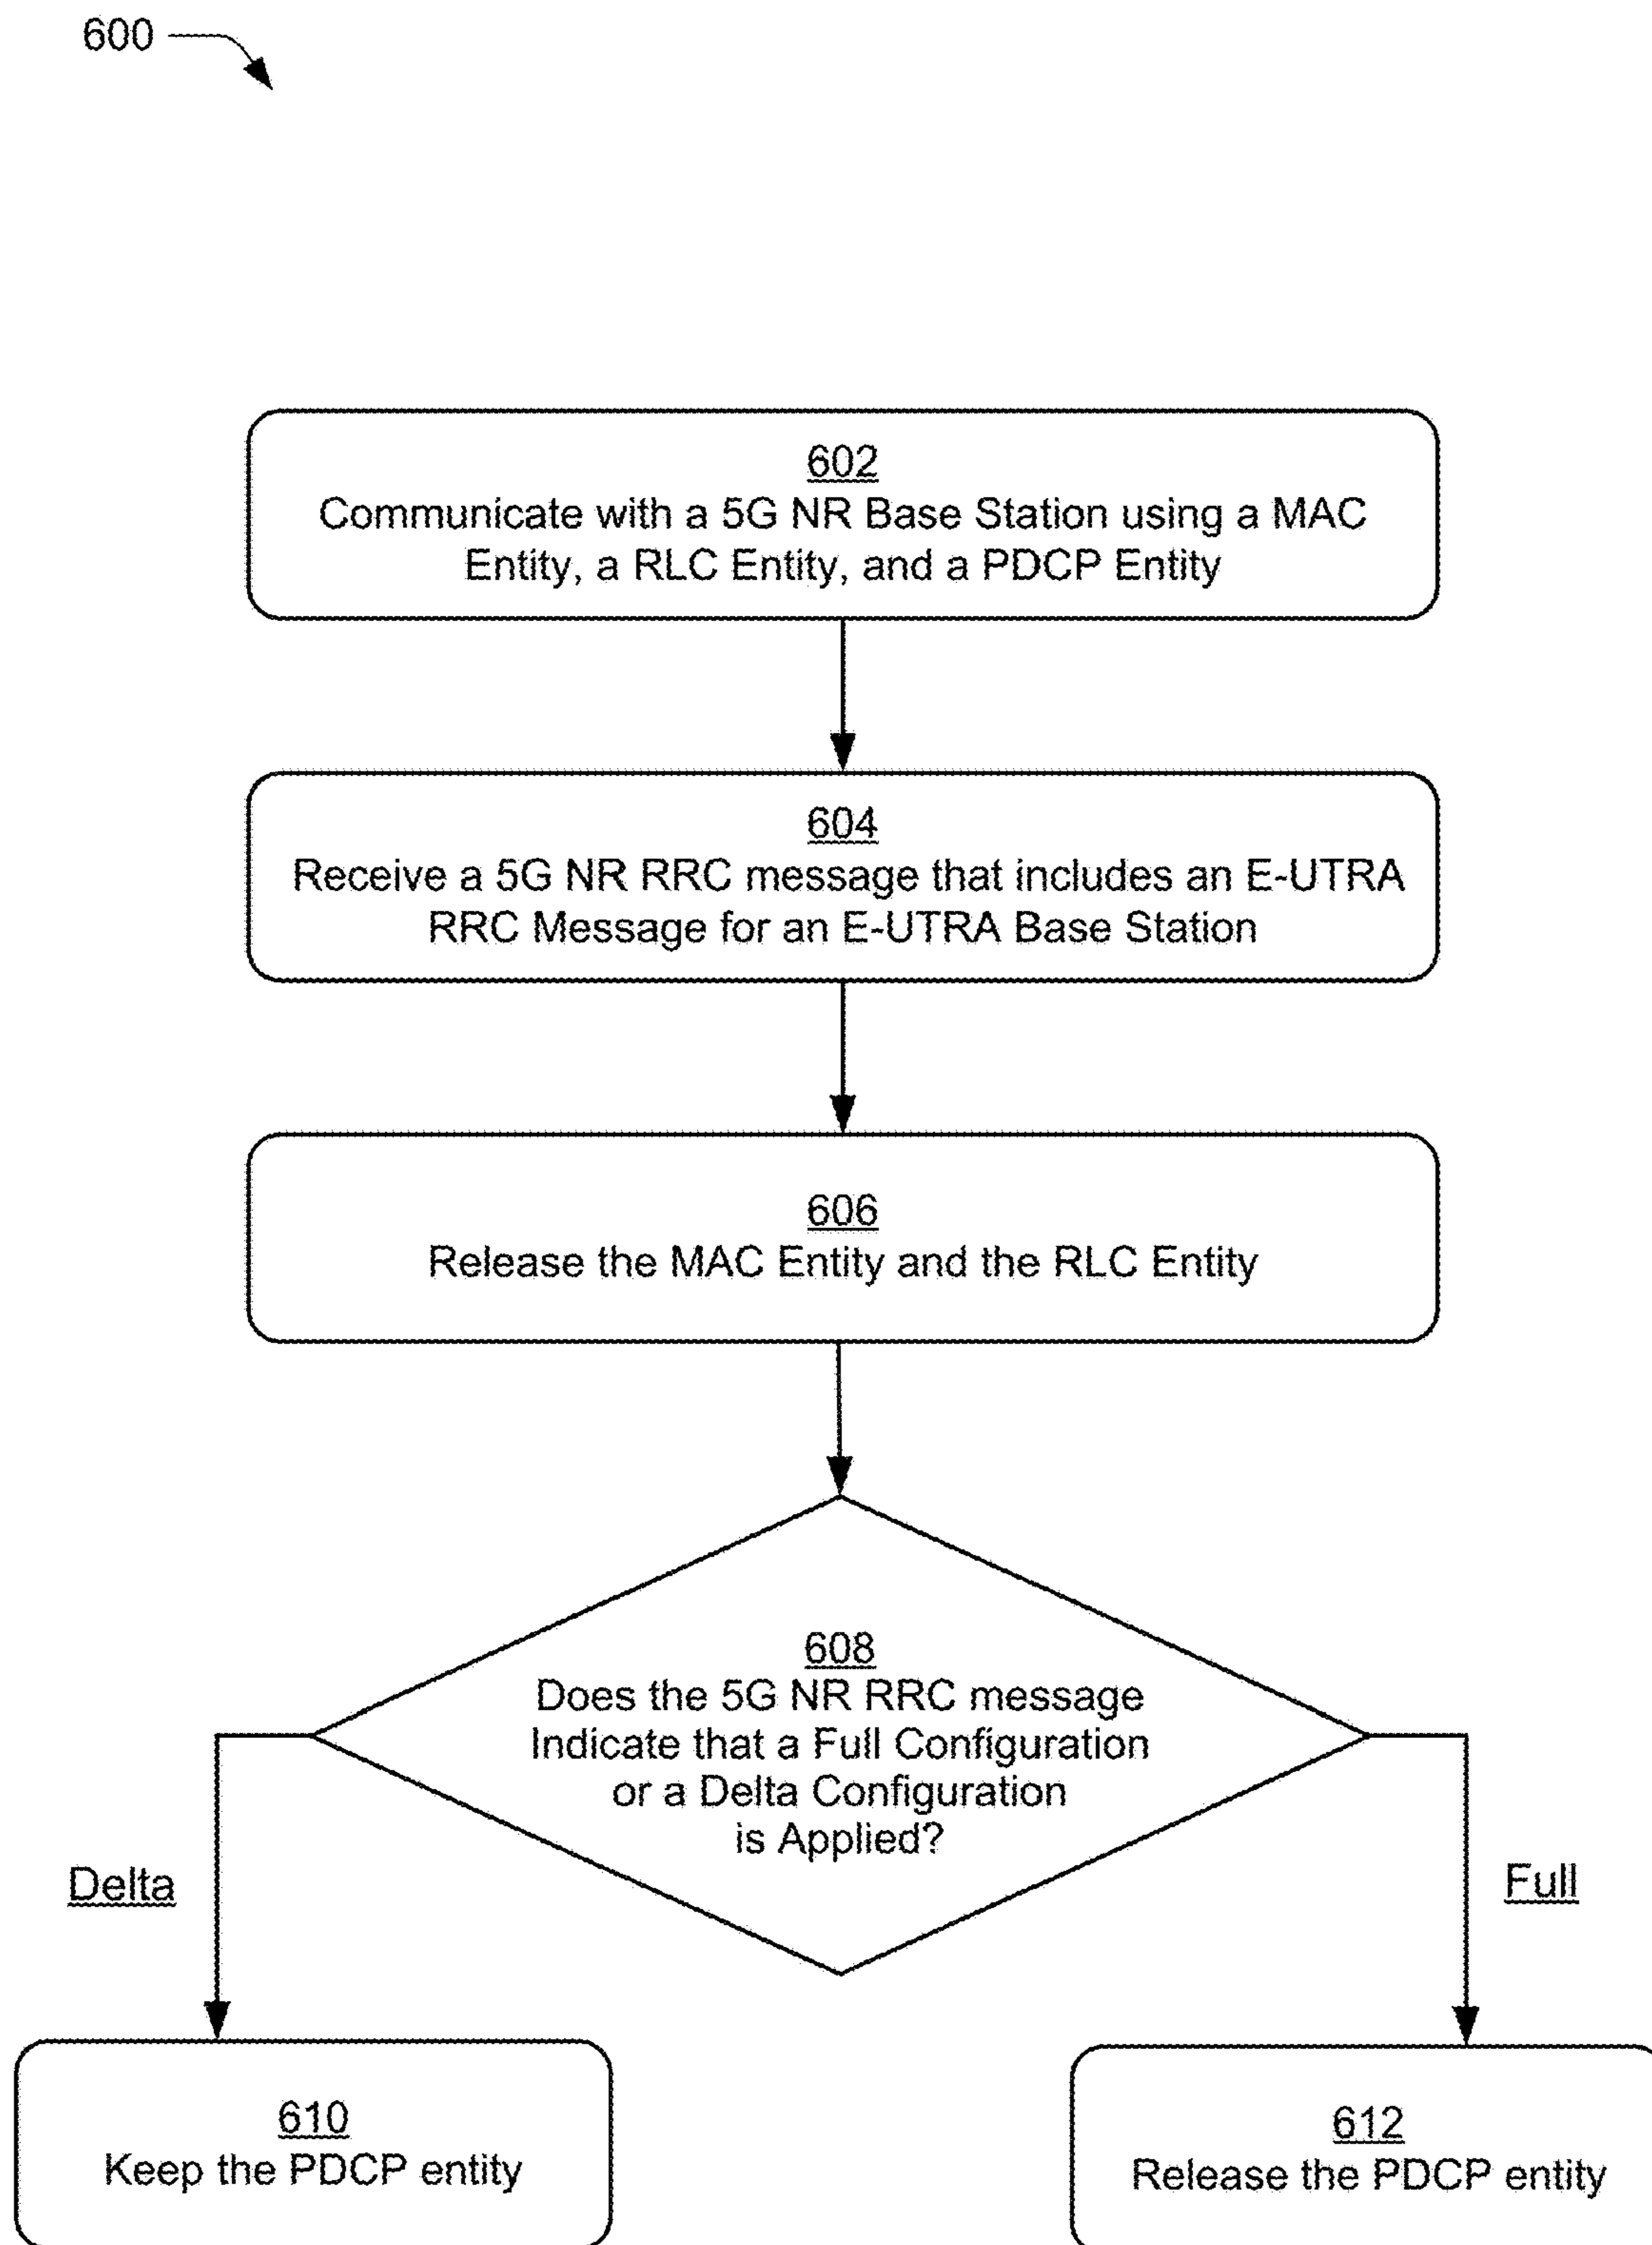 600
602
Communicate with a 5G NR Base Station using a MAC
Entity, a RLC Entity, and a PDCP Entity
604
Receive a 5G NR RRC message that includes an E-UTRA
RRC Message for an E-UTRA Base Station
606
Release the MAC Entity and the RLC Entity
608
Does the 5G NR RRC message
Indicate that a Full Configuration
or a Delta Configuration
is Applied?
Delta
Full
610
Keep the PDCP entity
612
Release the PDCP entity